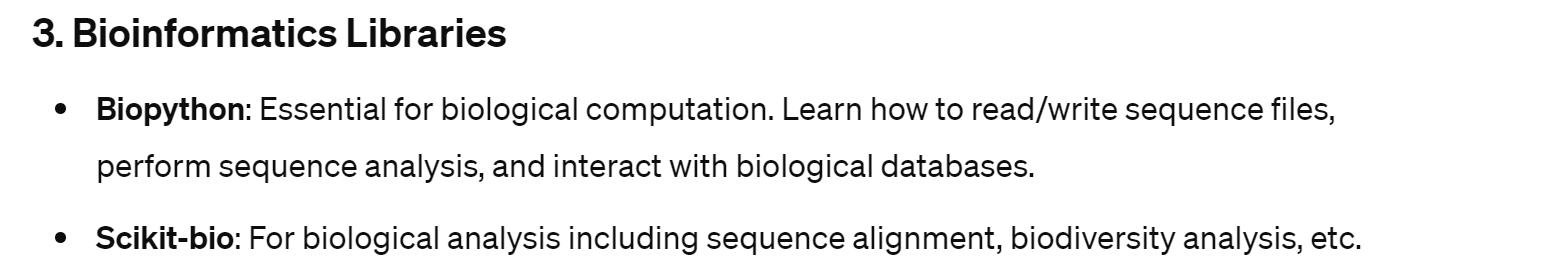 3. Bioinformatics Libraries
• Biopython: Essential for biological computation. Learn how to read/write sequence files,
perform sequence analysis, and interact with biological databases.
• Scikit-bio: For biological analysis including sequence alignment, biodiversity analysis, etc.